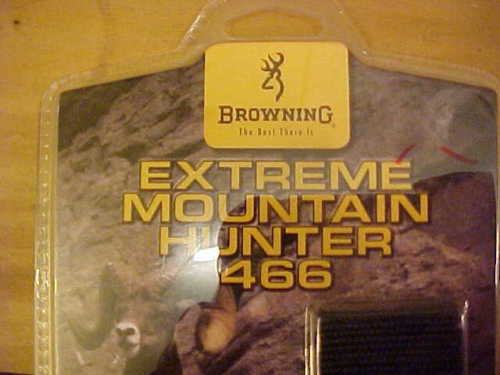 BROWNING
The Best There Is
EXTREME
MOUNTAIN
HUNTER
466